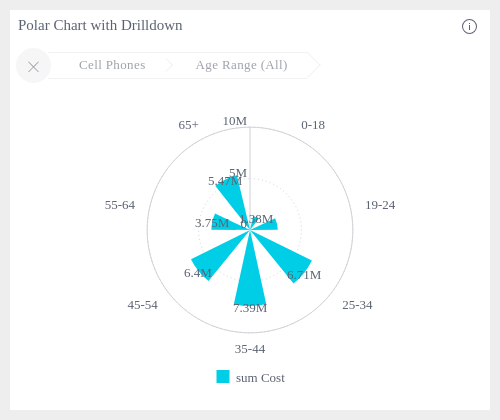 Polar Chart with Drilldown
Cell Phones
Age Range (All)
65+
10M
0-18
5M
5.47M
55-64
19-24
3.75M
0
1.38M
6.4M
6.71M
45-54
7.39M
25-34
35-44
sum Cost